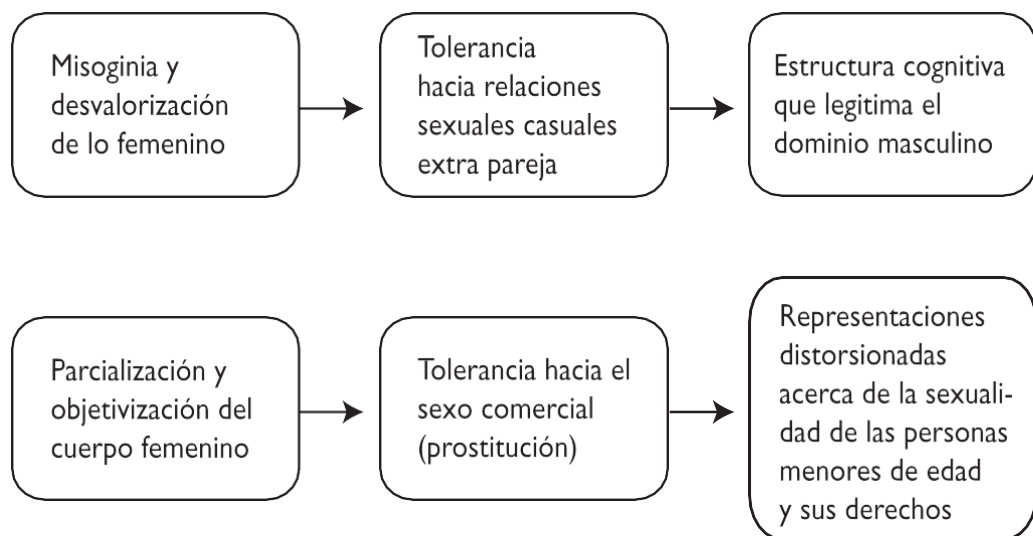 Misoginia y
desvalorización
de lo femenino
Tolerancia
hacia relaciones
sexuales casuales
extra pareja
Estructura cognitiva
que legitima el
dominio masculino
Parcialización y
objetivización del
cuerpo femenino
Tolerancia hacia el
sexo comercial
(prostitución)
Representaciones
distorsionadas
acerca de la sexuali-
dad de las personas
menores de edad
y sus derechos